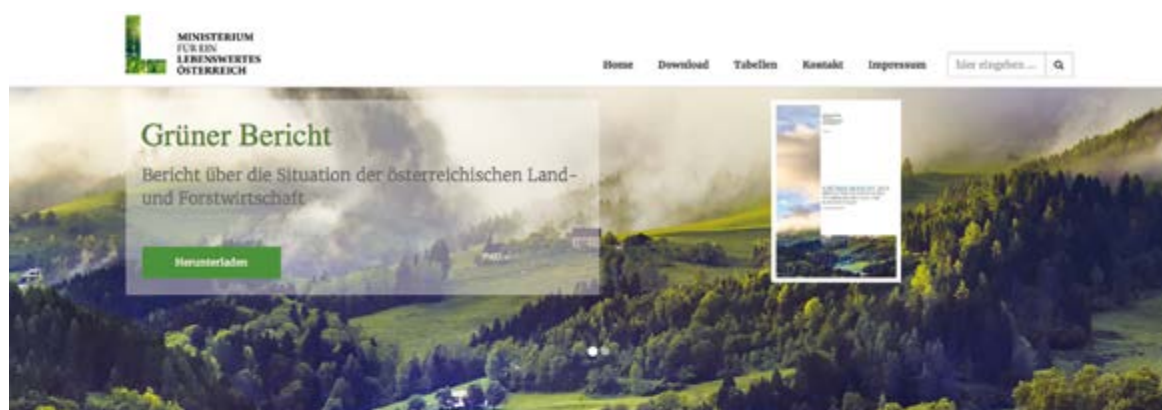 MINISTERIUM
FÜR EIN
LEBENSWERTES
ÖSTERREICH
Home Download Tabellen Kontakt Impressum hier eingeben ...
Grüner Bericht
Bericht über die Situation der österreichischen Land-
und Forstwirtschaft
Herunterladen